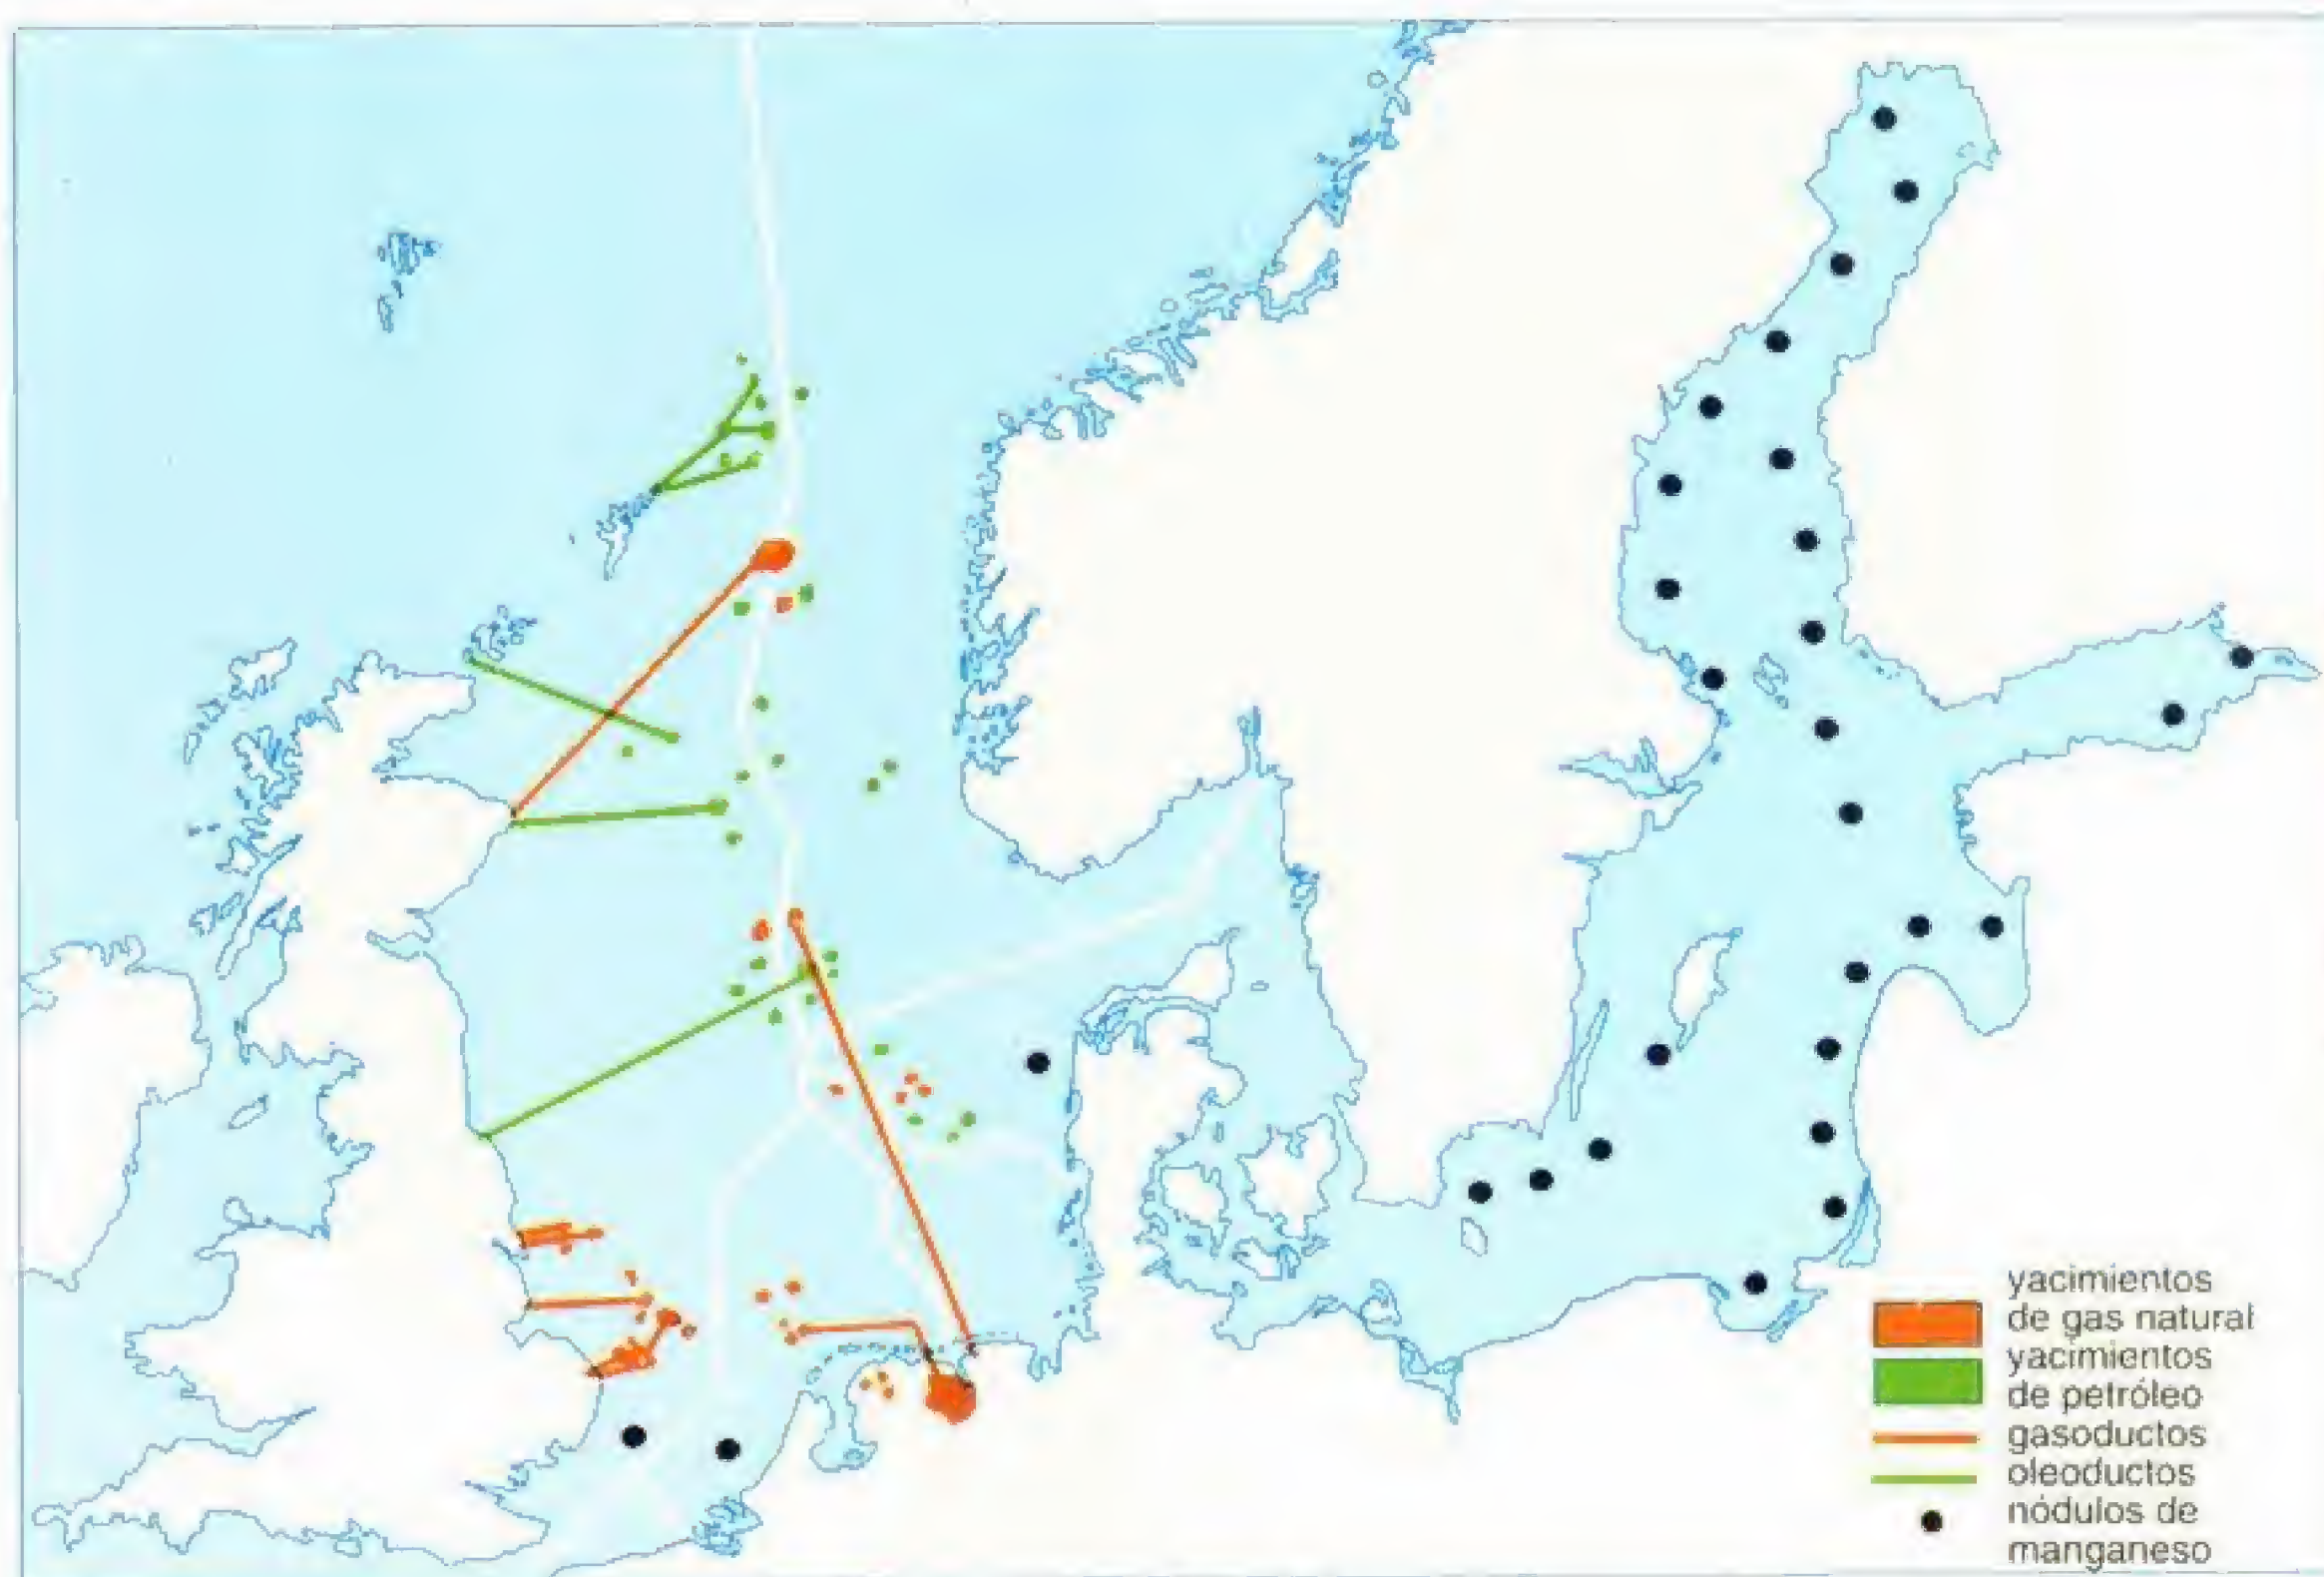 yacimientos
de gas natural
yacimientos
de petróleo
gasoductos
oleoductos
nódulos de
manganeso